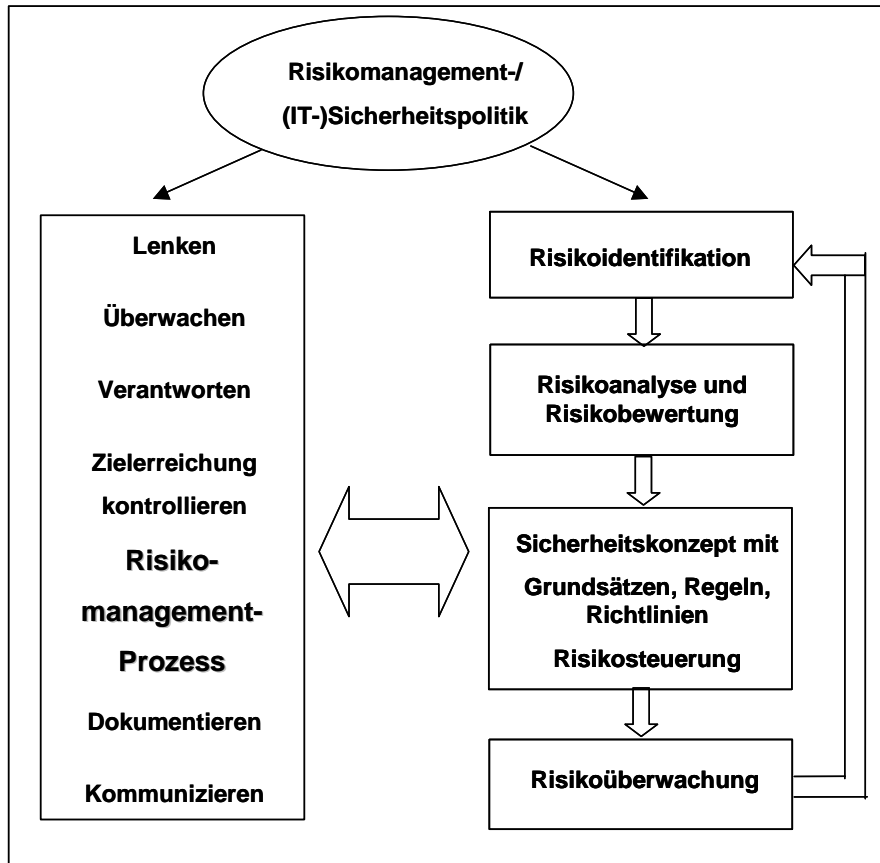 Risikomanagement-/
(IT-)Sicherheitspolitik
Lenken
Überwachen
Verantworten
Zielerreichung
kontrollieren
Risiko-
management-
Prozess
Dokumentieren
Kommunizieren
Risikoidentifikation
Risikoanalyse und
Risikobewertung
Sicherheitskonzept mit
Grundsätzen, Regeln,
Richtlinien
Risikosteuerung
Risikoüberwachung